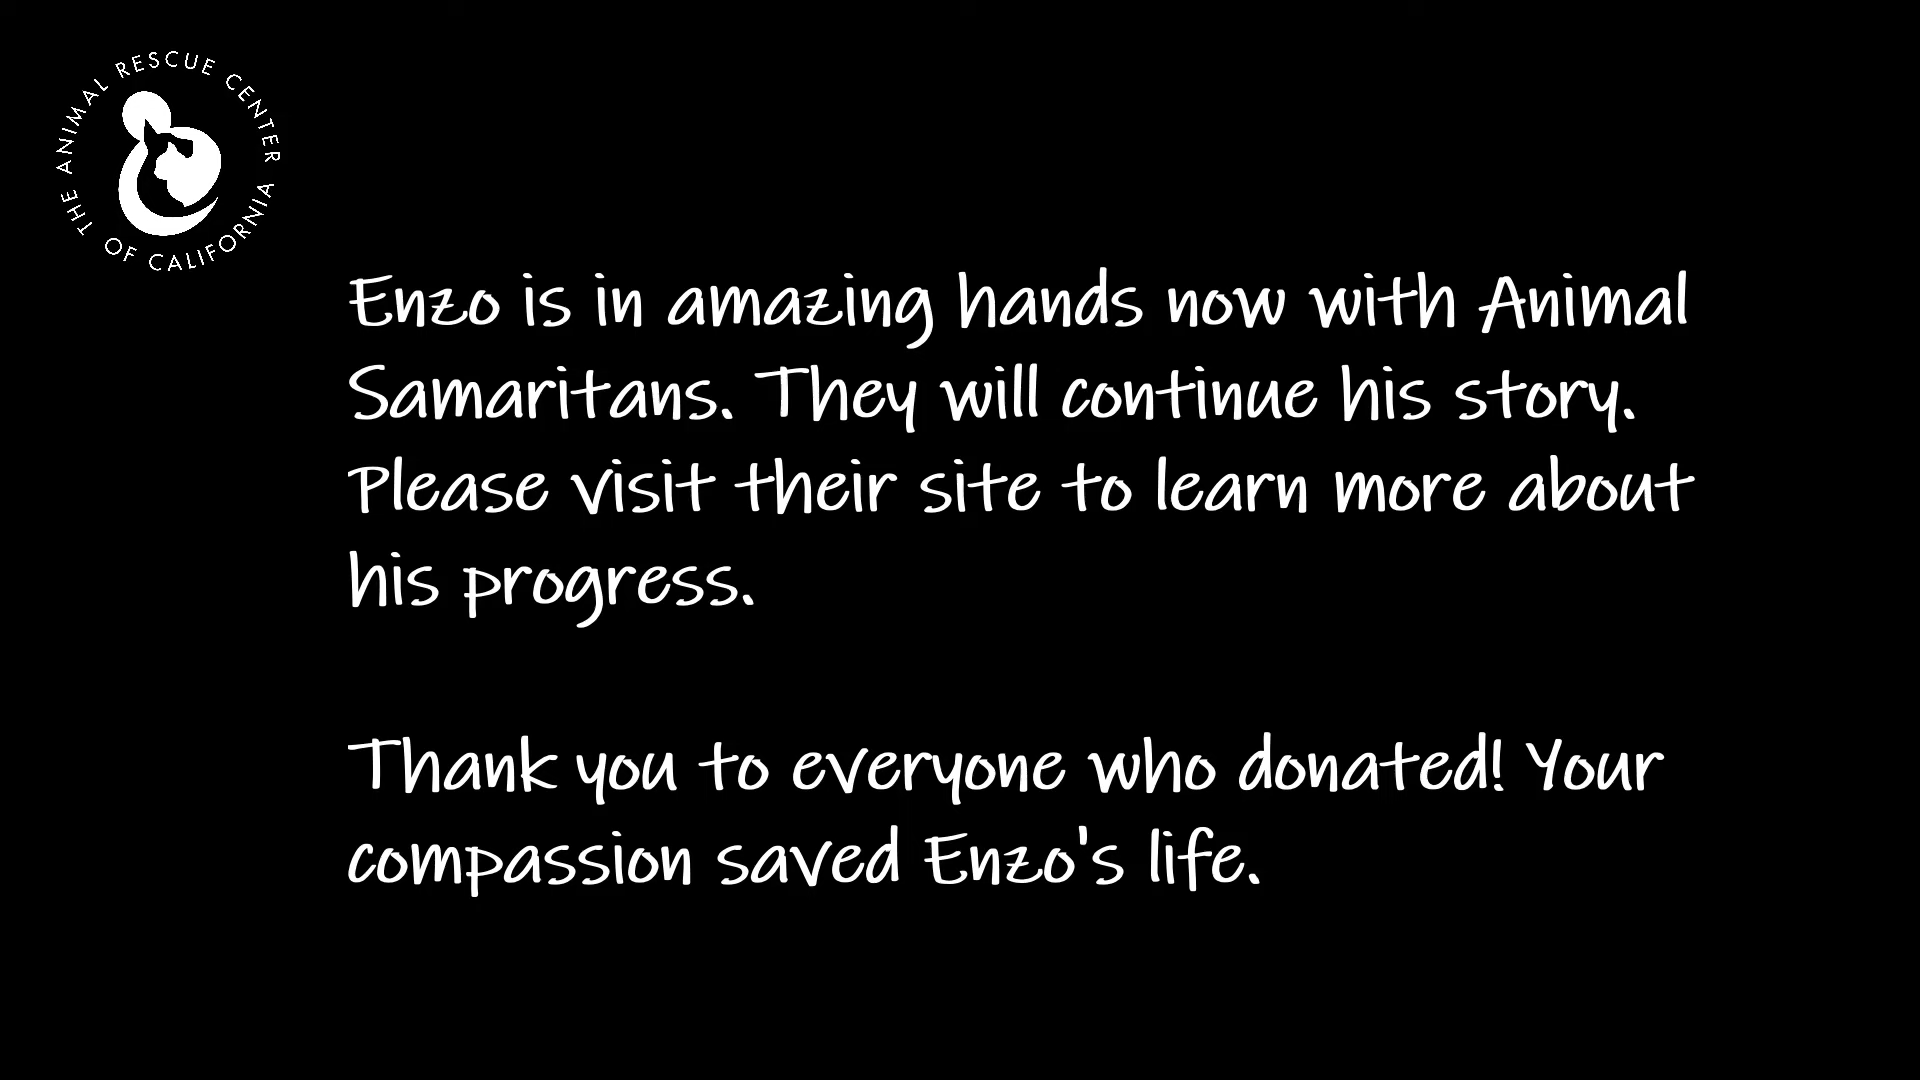 THE ANIMAL RESCUE CENTER
OF CALIFORNIA
Enzo is in amazing hands now with Animal
Samaritans. They will continue his story.
Please visit their site to learn more about
his progress.
Thank you to everyone who donated! Your
compassion saved Enzo's life.